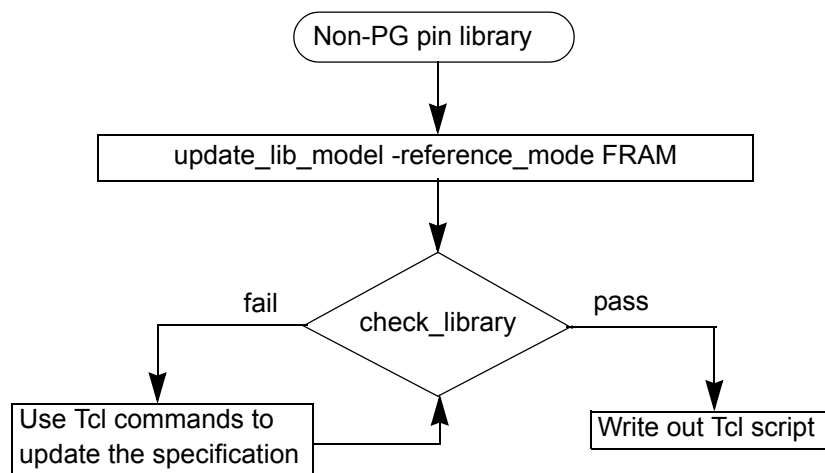 Non-PG pin library
update_lib_model -reference_mode FRAM
fail
pass
check_library
Use Tcl commands to
update the specification
Write out Tcl script